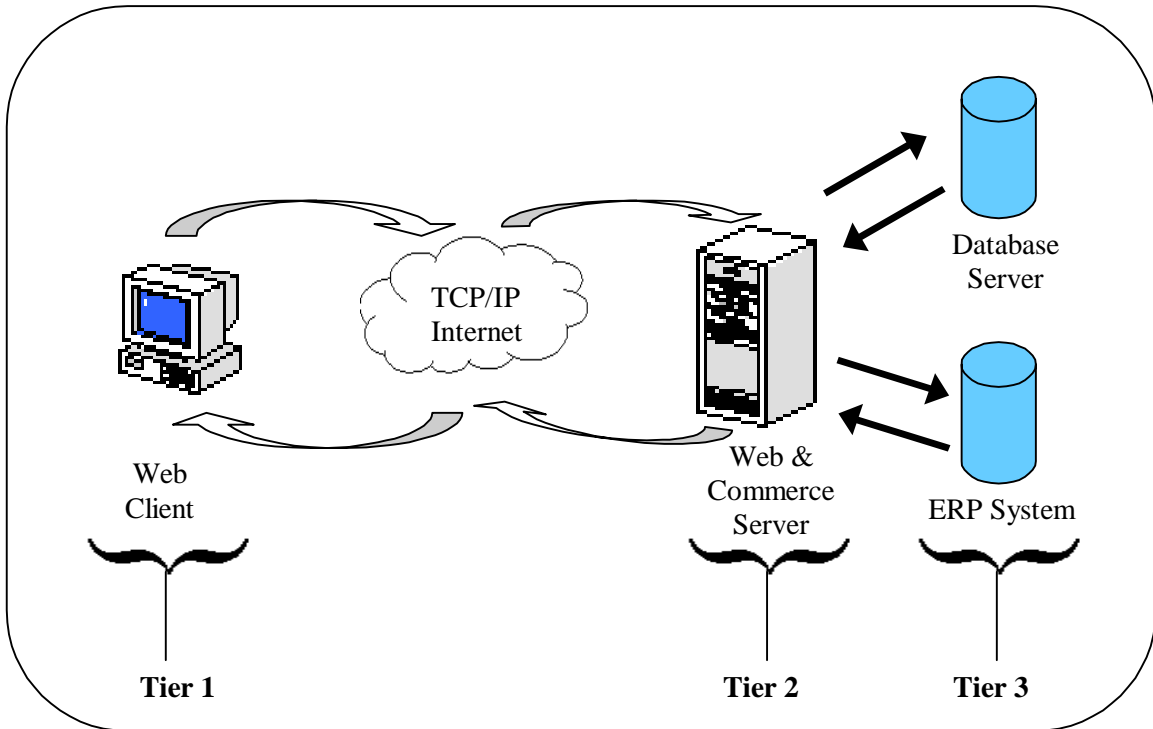 TCP/IP
Internet
Database
Server
Web
Client
Web &
Commerce
Server
ERP System
Tier 1
Tier 2
Tier 3